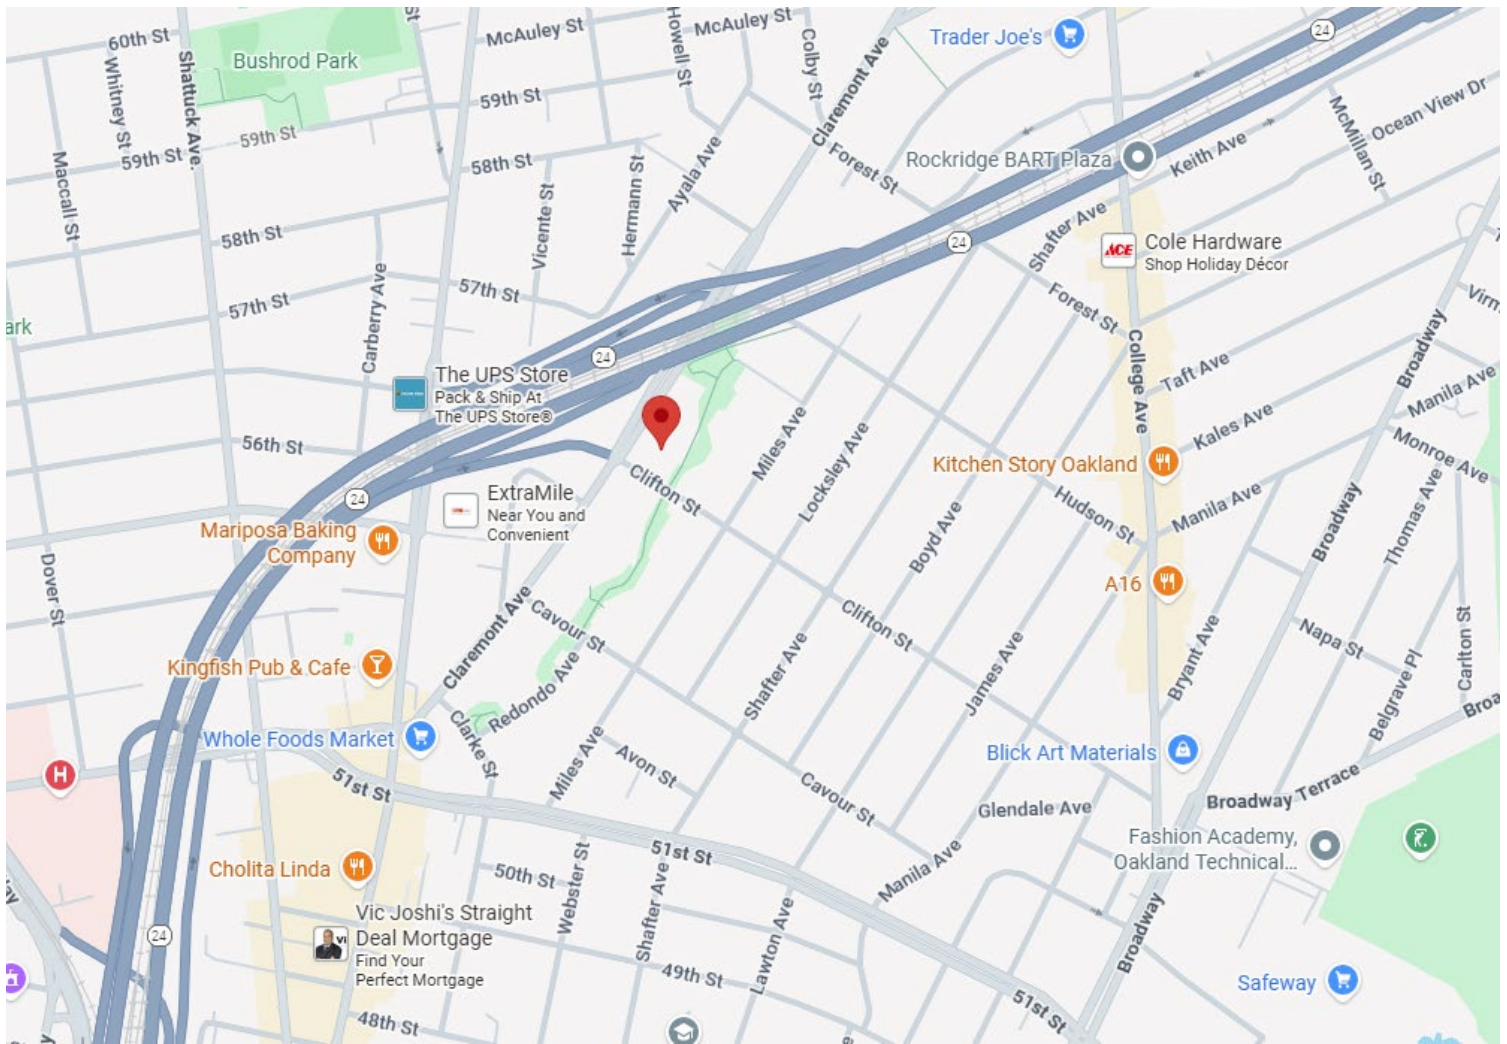 60th St
Whitney St
Shattuck Ave.
Bushrod Park
St
McAuley St
Howell St
McAuley St
Colby St
Claremont Ave
Trader Joe's
24
59th St
59th St
59th St
Maccall St
58th St
58th St
Vicente St
Hermann St
Ayala Ave
Forest St
Rockridge BART Plaza
Keith Ave
McMillan St
Ocean View Dr
Shafter Ave
24
ACE
Cole Hardware
Shop Holiday Décor
57th St
57th St
Carberry Ave
ark
24
Forest St
College Ave
Broadway
Taft Ave
Manila Ave
The UPS Store
Pack & Ship At
The UPS Store®
56th St
Miles Ave
Locksley Ave
Kales Ave
Monroe Ave
Kitchen Story Oakland
Clifton St
Hudson St
Manila Ave
Broadway
Thomas Ave
24
ExtraMile
Near You and
Convenient
Mariposa Baking
Company
Boyd Ave
Dover St
A16
Cavour St
Claremont Ave
Clifton St
Napa St
Carlton St
Kingfish Pub & Cafe
Redondo Ave
Shafter Ave
James Ave
Bryant Ave
Belgrave Pl
Broa
Whole Foods Market
Clarke St
Miles Ave
Avon St
Blick Art Materials
H
51st St
Cavour St
Glendale Ave
Broadway Terrace
Fashion Academy,
Oakland Technical...
51st St
Manila Ave
Cholita Linda
50th St
Webster St
Shafter Ave
Lawton Ave
Broadway
Vic Joshi's Straight
Deal Mortgage
Find Your
Perfect Mortgage
24
49th St
Safeway
48th St
51st St